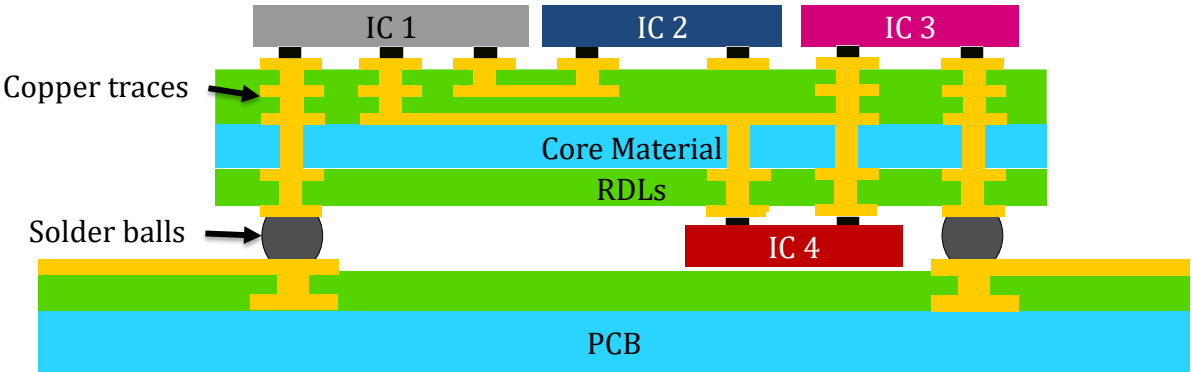 IC 1
IC 2
IC 3
Copper traces
Core Material
RDLs
Solder balls
IC 4
PCB